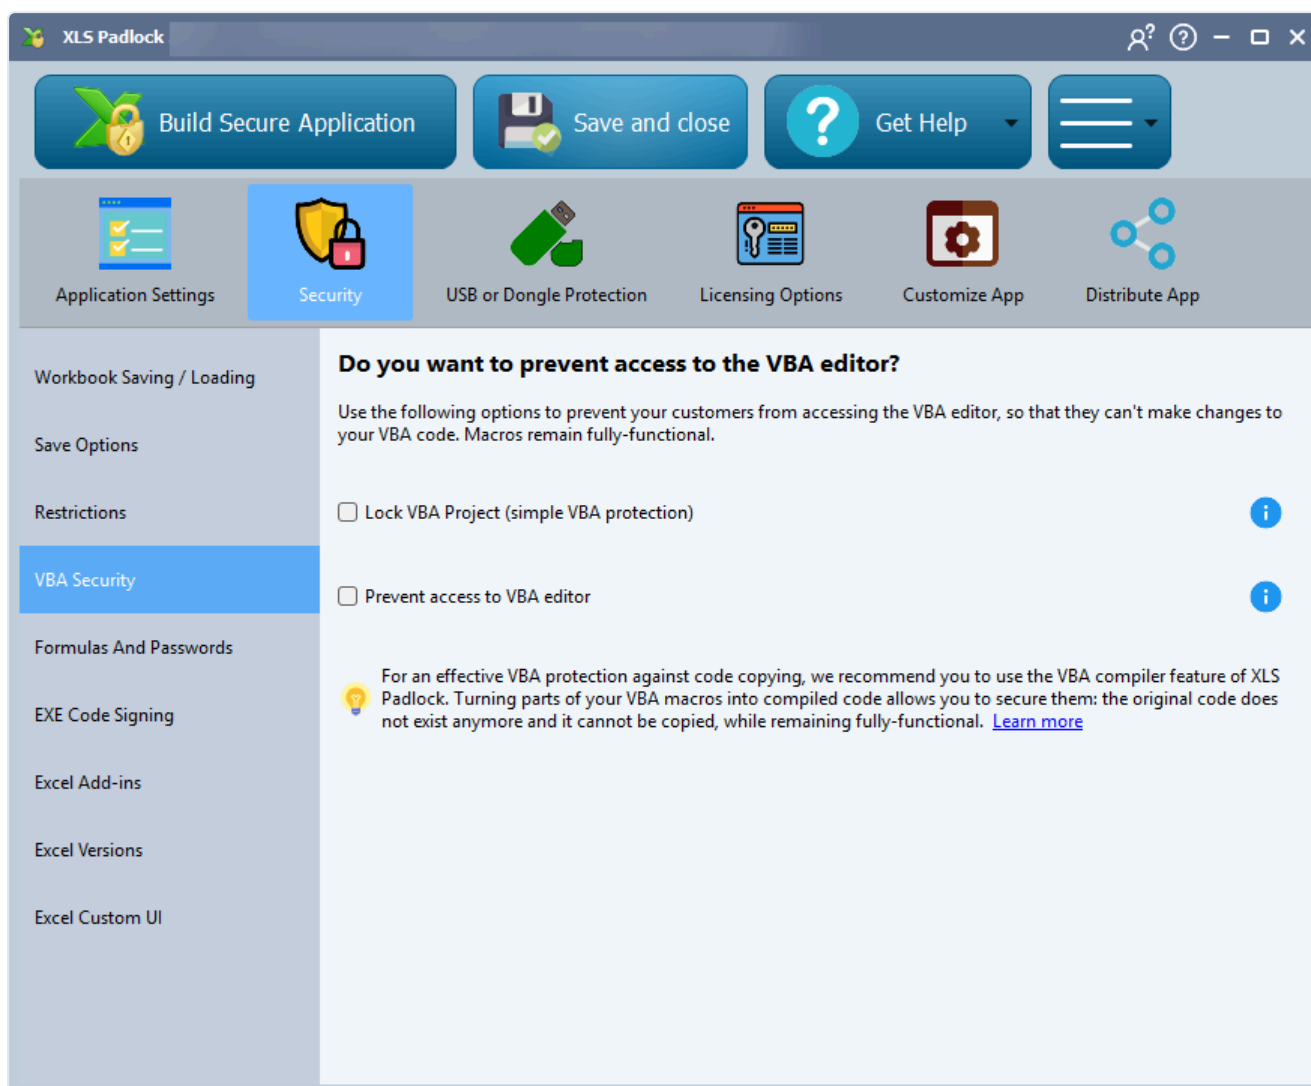 XLS Padlock
Build Secure Application
Save and close
Get Help
Application Settings
Security
USB or Dongle Protection
Licensing Options
Customize App
Distribute App
Workbook Saving / Loading
Save Options
Restrictions
VBA Security
Formulas And Passwords
EXE Code Signing
Excel Add-ins
Excel Versions
Excel Custom UI
Do you want to prevent access to the VBA editor?
Use the following options to prevent your customers from accessing the VBA editor, so that they can't make changes to
your VBA code. Macros remain fully-functional.
Lock VBA Project (simple VBA protection)
Prevent access to VBA editor
For an effective VBA protection against code copying, we recommend you to use the VBA compiler feature of XLS
Padlock. Turning parts of your VBA macros into compiled code allows you to secure them: the original code does
not exist anymore and it cannot be copied, while remaining fully-functional. Learn more